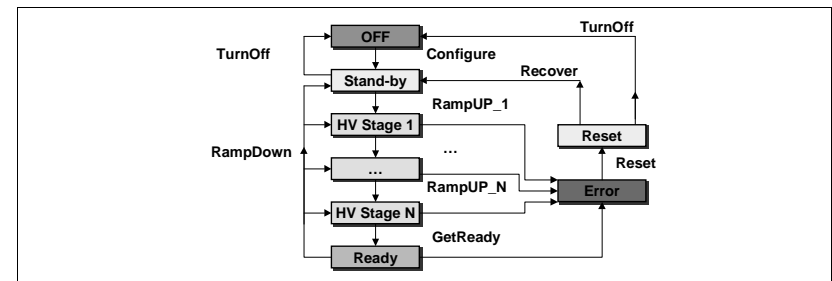 OFF
TurnOff
TurnOff
Configure
Stand-by
Recover
RampUP_1
HV Stage 1
Reset
RampDown
...
Reset
...
RampUP_N
Error
HV Stage N
GetReady
Ready